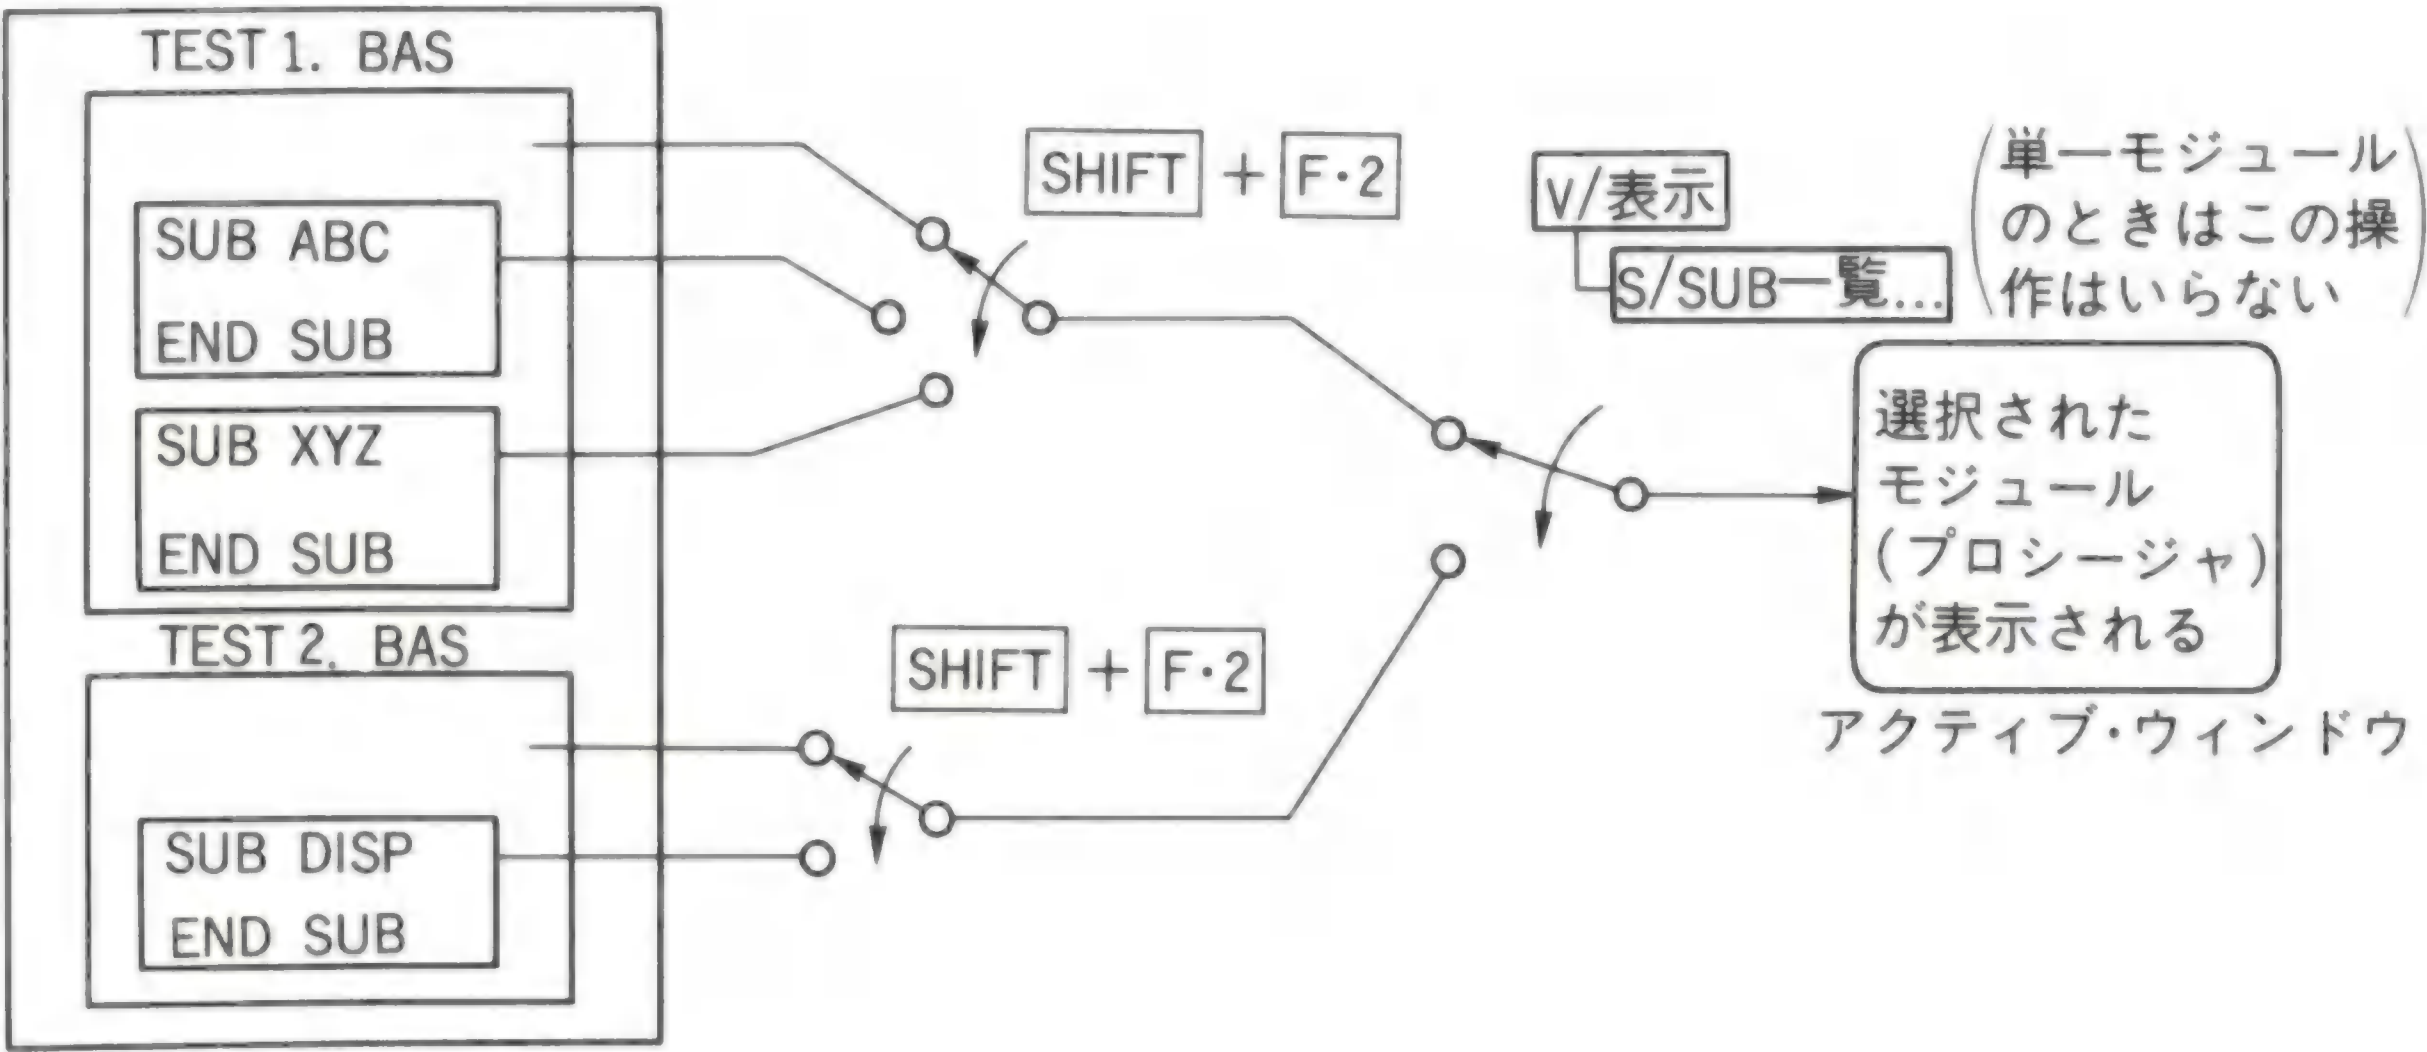 TEST 1. BAS
SUB ABC
END SUB
SUB XYZ
END SUB
TEST 2. BAS
SUB DISP
END SUB
SHIFT + F・2
SHIFT + F・2
V/表示
S/SUB一覧...
(単一モジュール
のときはこの操
作はいらない)
選択された
モジュール
(プロシージャ)
が表示される
アクティブ・ウィンドウ